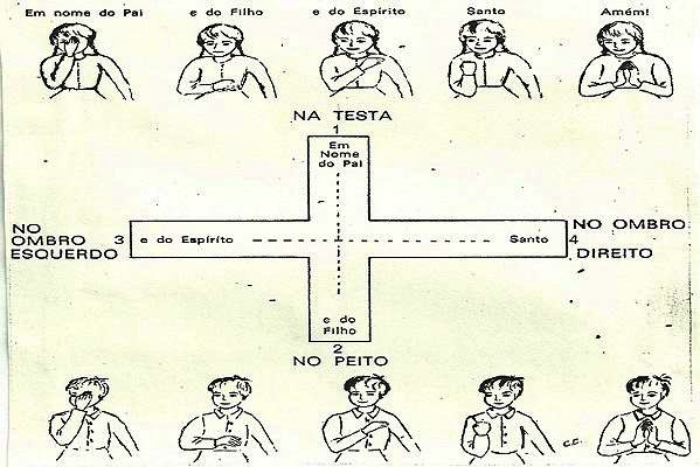 Em nome do Pai
e do Filho
e do Espírito
Santo
Amém!
NA TESTA
1
Em
Nome
do Pai
NO
OMBRO
ESQUERDO
3
e do Espírito
Santo
4
NO OMBRO
DIREITO
e do
Filho
2
NO PEITO
C.C.